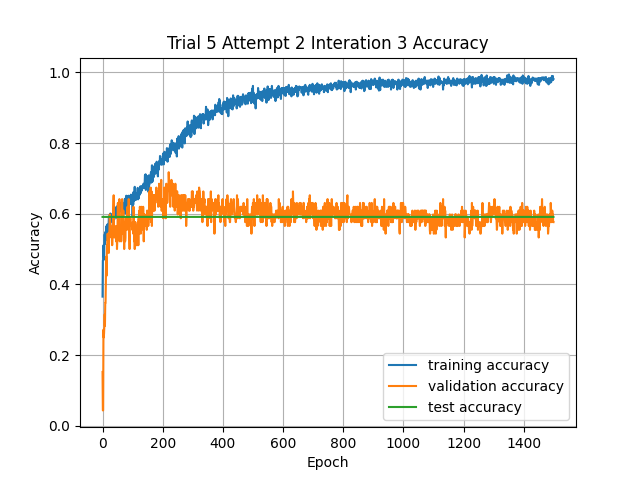 Trial 5 Attempt 2 Interation 3 Accuracy
1.0
0.8
0.6
0.4
0.2
0.0
Accuracy
training accuracy
validation accuracy
test accuracy
0 200 400 600 800 1000 1200 1400
Epoch